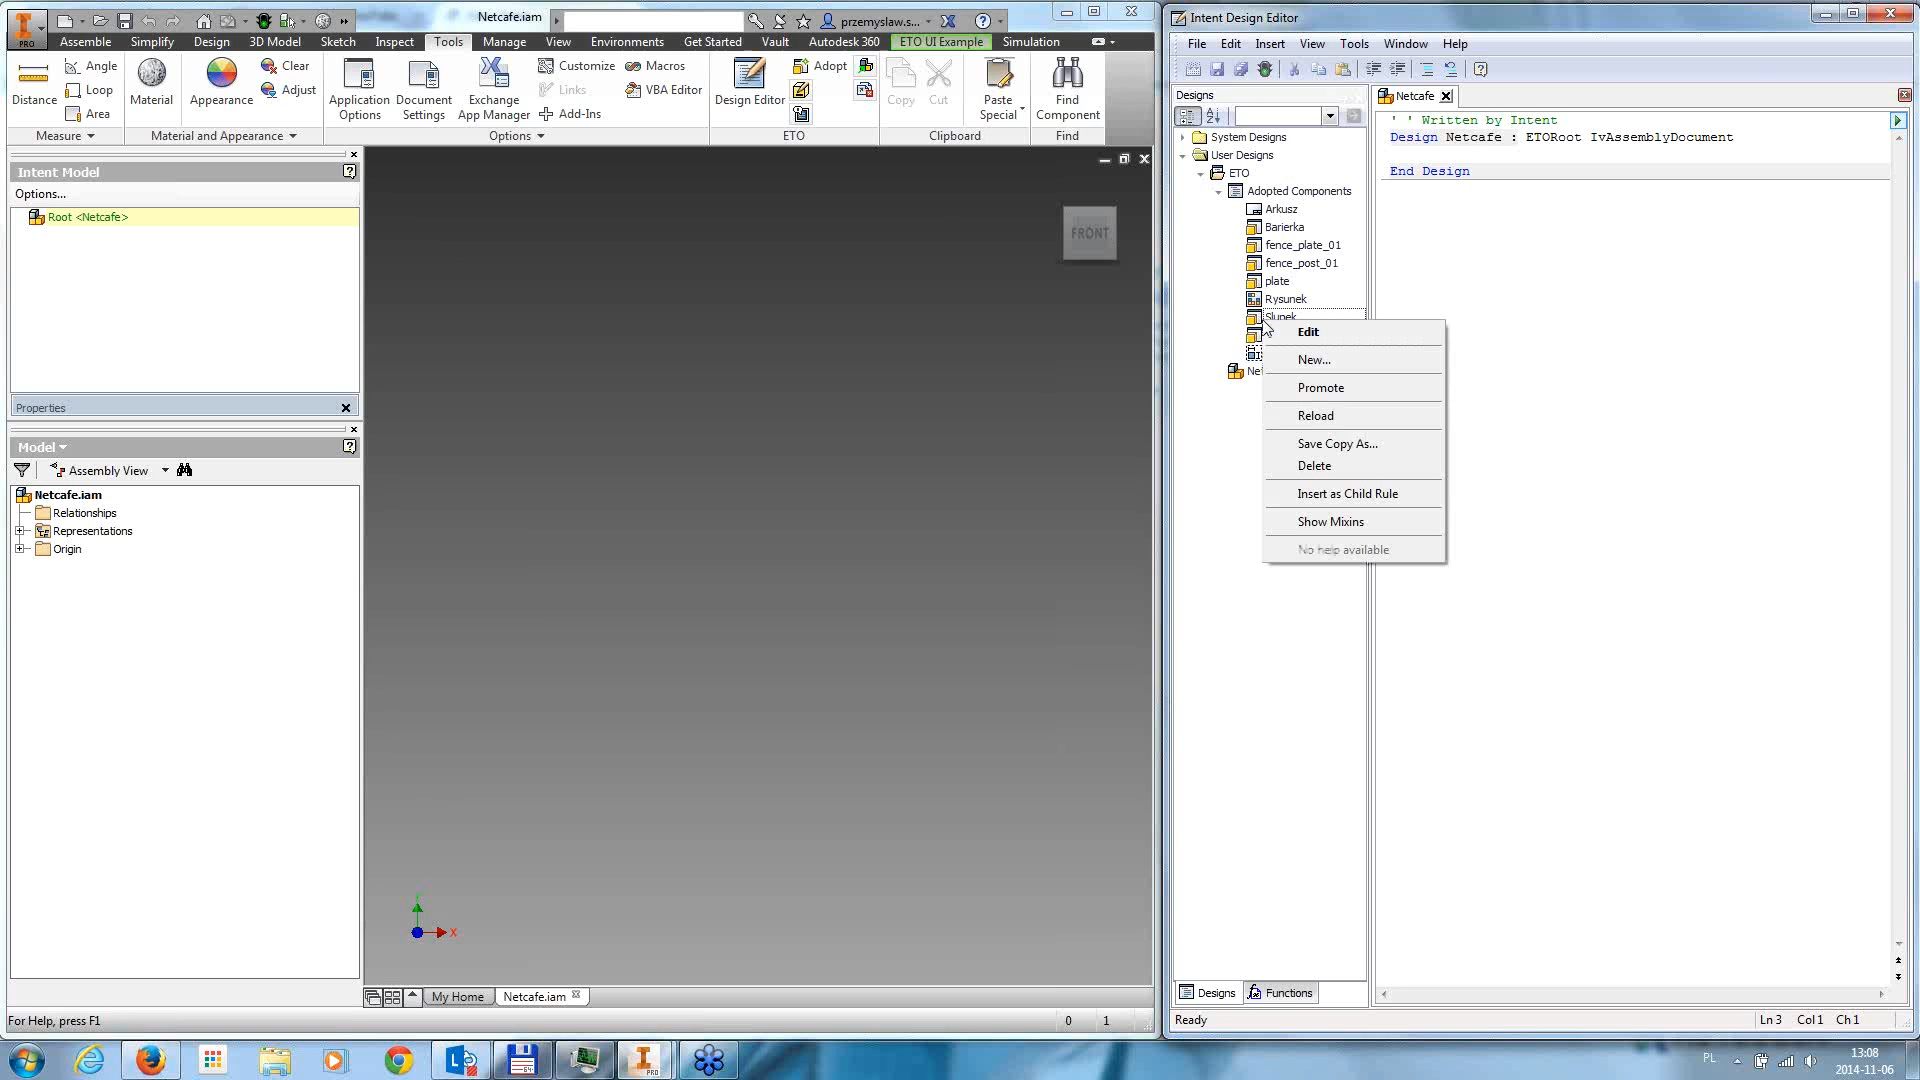 Netcafe.iam
przemyslaw.s...
PRO
Assemble Simplify Design 3D Model Sketch Inspect Tools Manage View Environments Get Started Vault Autodesk 360 ETO UI Example Simulation
Distance
Angle
Loop
Area
Material
Appearance
Clear
Adjust
Application Options
Document Settings
Exchange App Manager
Customize
Links
Add-Ins
Macros
VBA Editor
Design Editor
Adopt
Copy
Cut
Paste Special
Find Component
Measure
Material and Appearance
Options
ETO
Clipboard
Find
Intent Model
Options...
Root <Netcafe>
Properties
Model
Assembly View
Netcafe.iam
Relationships
Representations
Origin
FRONT
X
My Home
Netcafe.iam
For Help, press F1
0 1
Intent Design Editor
File Edit Insert View Tools Window Help
Designs
System Designs
User Designs
ETO
Adopted Components
Arkusz
Barierka
fence_plate_01
fence_post_01
plate
Rysunek
Slupek
Edit
New...
Promote
Reload
Save Copy As...
Delete
Insert as Child Rule
Show Mixins
No help available
Designs
Functions
Netcafe
' ' Written by Intent
Design Netcafe : ETORoot IvAssemblyDocument
End Design
Ready
Ln 3 Col 1 Ch 1
PL
13:08
2014-11-06